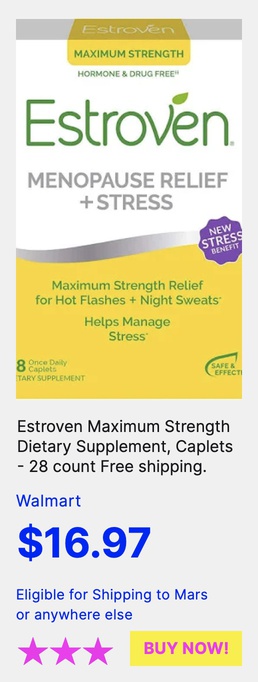 Estroven
MAXIMUM STRENGTH
HORMONE & DRUG FREE
Estroven
MENOPAUSE RELIEF
+ STRESS
NEW
STRESS
BENEFIT
Maximum Strength Relief
for Hot Flashes + Night Sweats*
Helps Manage
Stress*
8 Once Daily
Caplets
TARY SUPPLEMENT
SAFE &
EFFECTI
Estroven Maximum Strength
Dietary Supplement, Caplets
- 28 count Free shipping.
Walmart
$16.97
Eligible for Shipping to Mars
or anywhere else
BUY NOW!